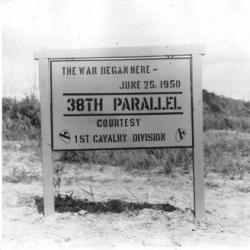 THE WAR BEGAN HERE -
JUNE 25, 1950
38TH PARALLEL
COURTESY
1ST CAVALRY DIVISION